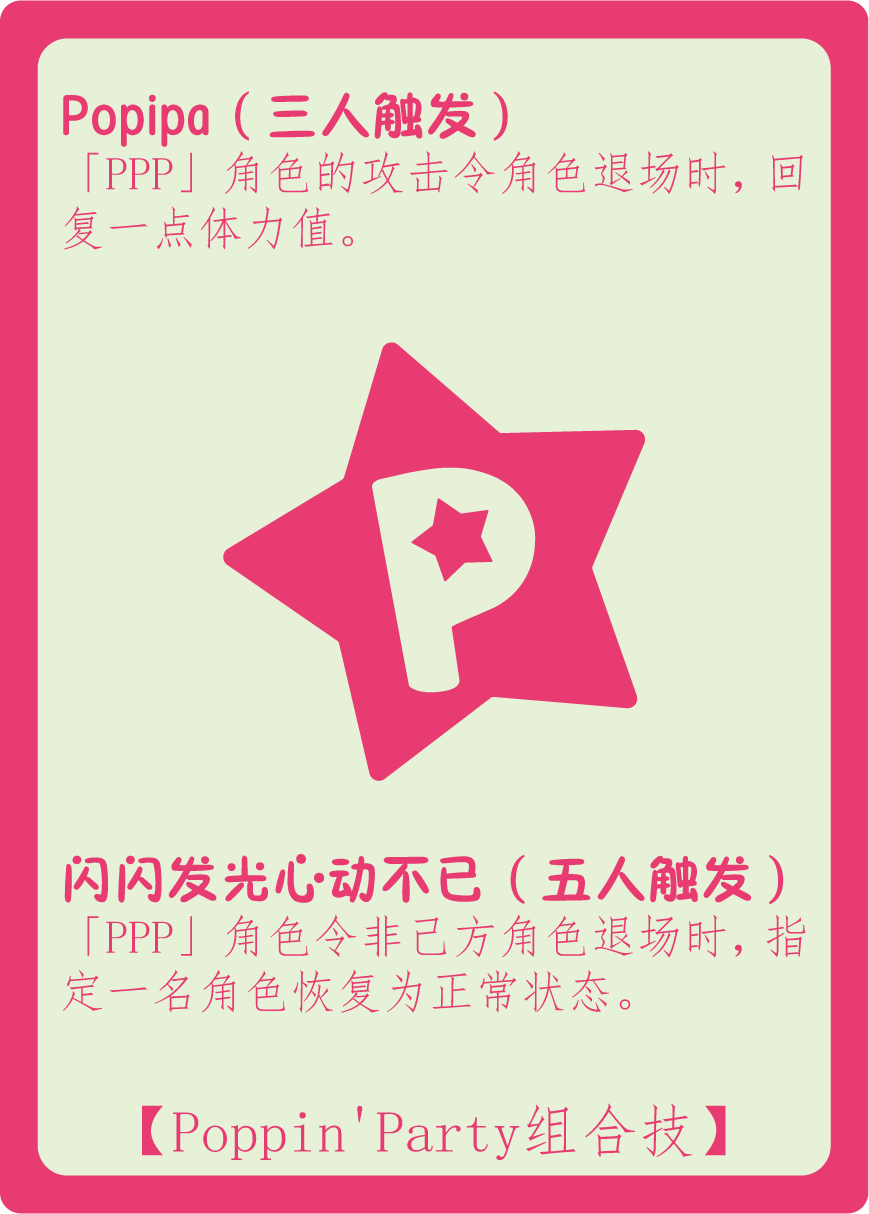 Popipa（三人触发）
「PPP」角色的攻击令角色退场时，回
复一点体力值。
P
闪闪发光心动不已（五人触发）
「PPP」角色令非己方角色退场时，指
定一名角色恢复为正常状态。
【Poppin'Party组合技】